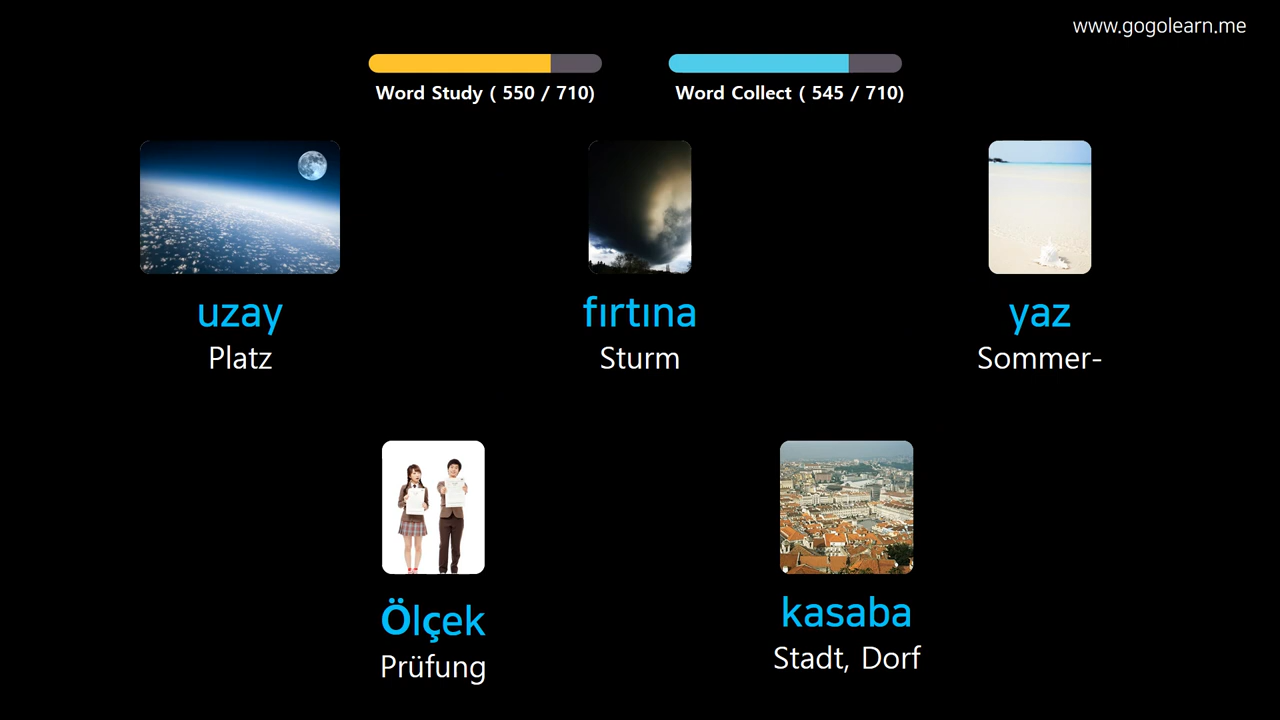 www.gogolearn.me
Word Study ( 550 / 710)
Word Collect ( 545 / 710)
uzay
Platz
fırtına
Sturm
yaz
Sommer-
Ölçek
Prüfung
kasaba
Stadt, Dorf